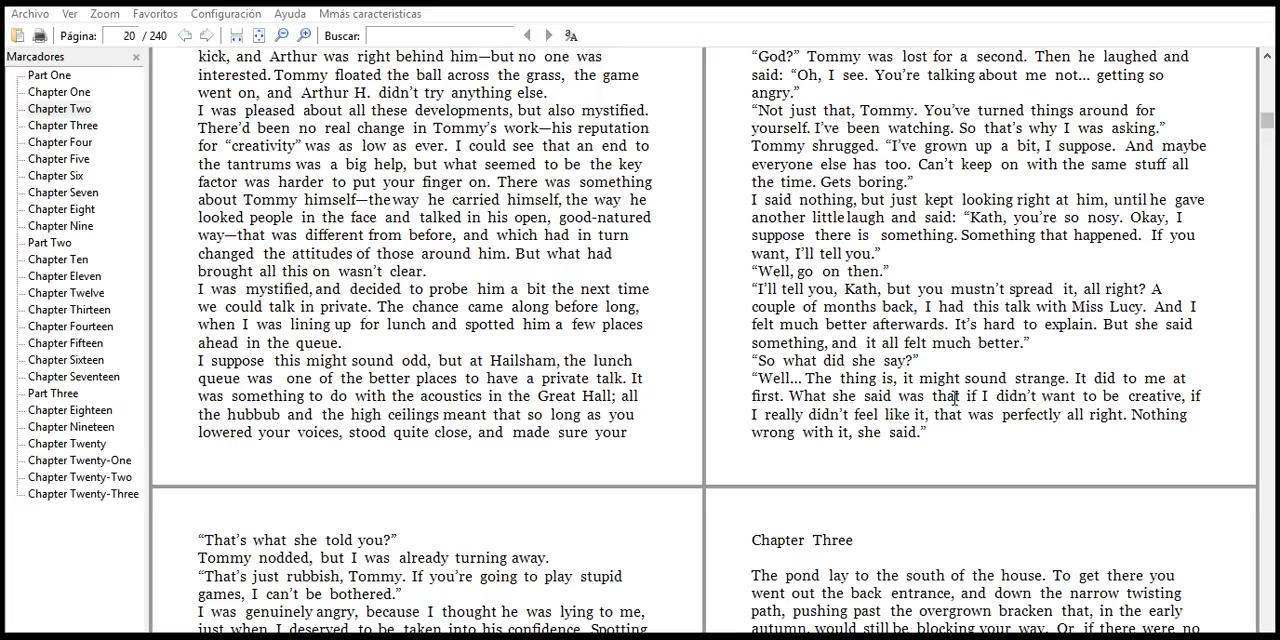 Archivo Ver Zoom Favoritos Configuración Ayuda Mmás caracteristicas
Página: 20 / 240 Buscar:
Marcadores
Part One
Chapter One
Chapter Two
Chapter Three
Chapter Four
Chapter Five
Chapter Six
Chapter Seven
Chapter Eight
Chapter Nine
Part Two
Chapter Ten
Chapter Eleven
Chapter Twelve
Chapter Thirteen
Chapter Fourteen
Chapter Fifteen
Chapter Sixteen
Chapter Seventeen
Part Three
Chapter Eighteen
Chapter Nineteen
Chapter Twenty
Chapter Twenty-One
Chapter Twenty-Two
Chapter Twenty-Three
kick, and Arthur was right behind him—but no one was
interested. Tommy floated the ball across the grass, the game
went on, and Arthur H. didn’t try anything else.
I was pleased about all these developments, but also mystified.
There’d been no real change in Tommy’s work—his reputation
for “creativity” was as low as ever. I could see that an end to
the tantrums was a big help, but what seemed to be the key
factor was harder to put your finger on. There was something
about Tommy himself—the way he carried himself, the way he
looked people in the face and talked in his open, good-natured
way—that was different from before, and which had in turn
changed the attitudes of those around him. But what had
brought all this on wasn’t clear.
I was mystified, and decided to probe him a bit the next time
we could talk in private. The chance came along before long,
when I was lining up for lunch and spotted him a few places
ahead in the queue.
I suppose this might sound odd, but at Hailsham, the lunch
queue was one of the better places to have a private talk. It
was something to do with the acoustics in the Great Hall; all
the hubbub and the high ceilings meant that so long as you
lowered your voices, stood quite close, and made sure your
“God?” Tommy was lost for a second. Then he laughed and
said: “Oh, I see. You’re talking about me not... getting so
angry.”
“Not just that, Tommy. You’ve turned things around for
yourself. I’ve been watching. So that’s why I was asking.”
Tommy shrugged. “I’ve grown up a bit, I suppose. And maybe
everyone else has too. Can’t keep on with the same stuff all
the time. Gets boring.”
I said nothing, but just kept looking right at him, until he gave
another little laugh and said: “Kath, you’re so nosy. Okay, I
suppose there is something. Something that happened. If you
want, I’ll tell you.”
“Well, go on then.”
“I’ll tell you, Kath, but you mustn’t spread it, all right? A
couple of months back, I had this talk with Miss Lucy. And I
felt much better afterwards. It’s hard to explain. But she said
something, and it all felt much better.”
“So what did she say?”
“Well... The thing is, it might sound strange. It did to me at
first. What she said was that if I didn’t want to be creative, if
I really didn’t feel like it, that was perfectly all right. Nothing
wrong with it, she said.”
“That’s what she told you?”
Tommy nodded, but I was already turning away.
“That’s just rubbish, Tommy. If you’re going to play stupid
games, I can’t be bothered.”
I was genuinely angry, because I thought he was lying to me,
just when I deserved to be taken into his confidence. Spotting
Chapter Three
The pond lay to the south of the house. To get there you
went out the back entrance, and down the narrow twisting
path, pushing past the overgrown bracken that, in the early
autumn, would still be blocking your way. Or if there were no